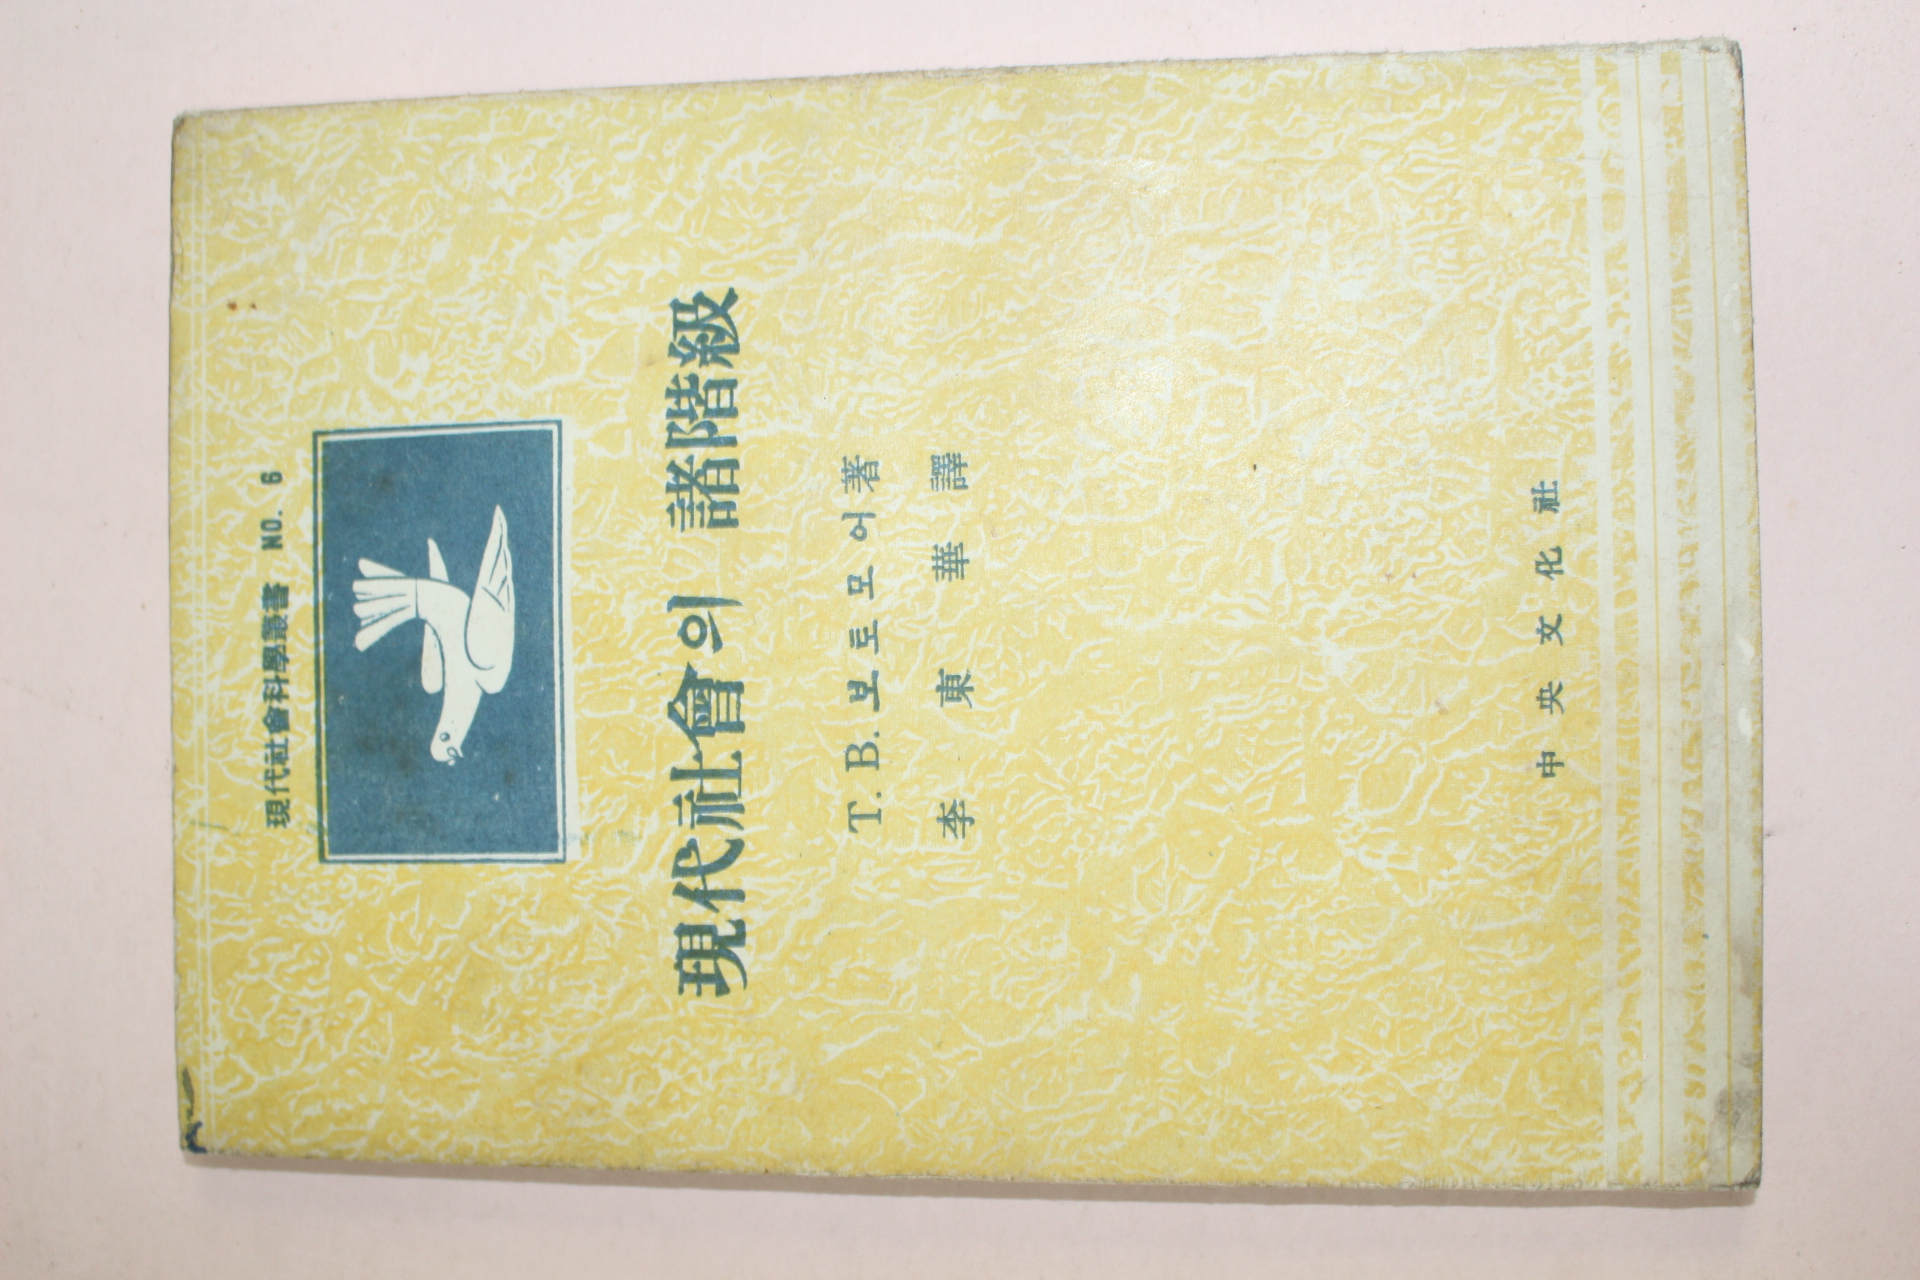 現代社會科學叢書 NO. 6
現代社會의 諸階級
T. B. 보토모어 著
李東華 譯
中央文化社